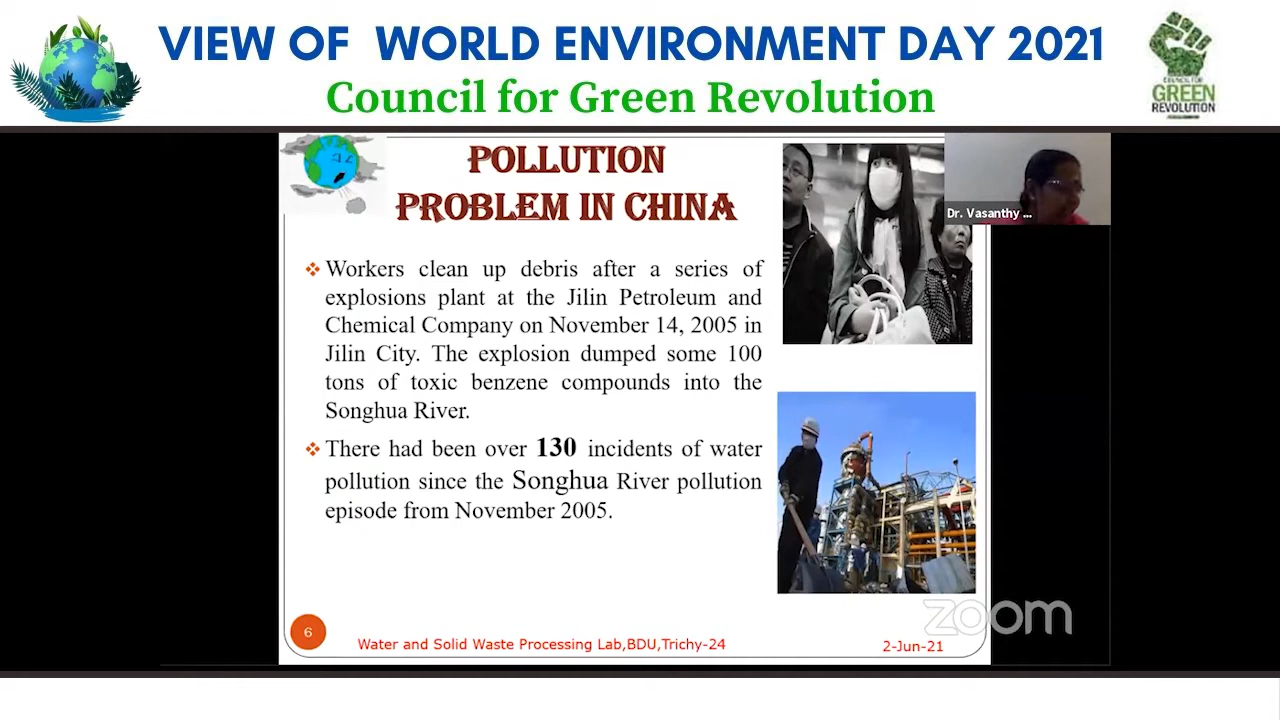 VIEW OF WORLD ENVIRONMENT DAY 2021
Council for Green Revolution
COUNCIL FOR
GREEN
REVOLUTION
POLLUTION
PROBLEM IN CHINA
Dr. Vasanthy ...
Workers clean up debris after a series of
explosions plant at the Jilin Petroleum and
Chemical Company on November 14, 2005 in
Jilin City. The explosion dumped some 100
tons of toxic benzene compounds into the
Songhua River.
There had been over 130 incidents of water
pollution since the Songhua River pollution
episode from November 2005.
6
Water and Solid Waste Processing Lab,BDU,Trichy-24
2-Jun-21
zoom